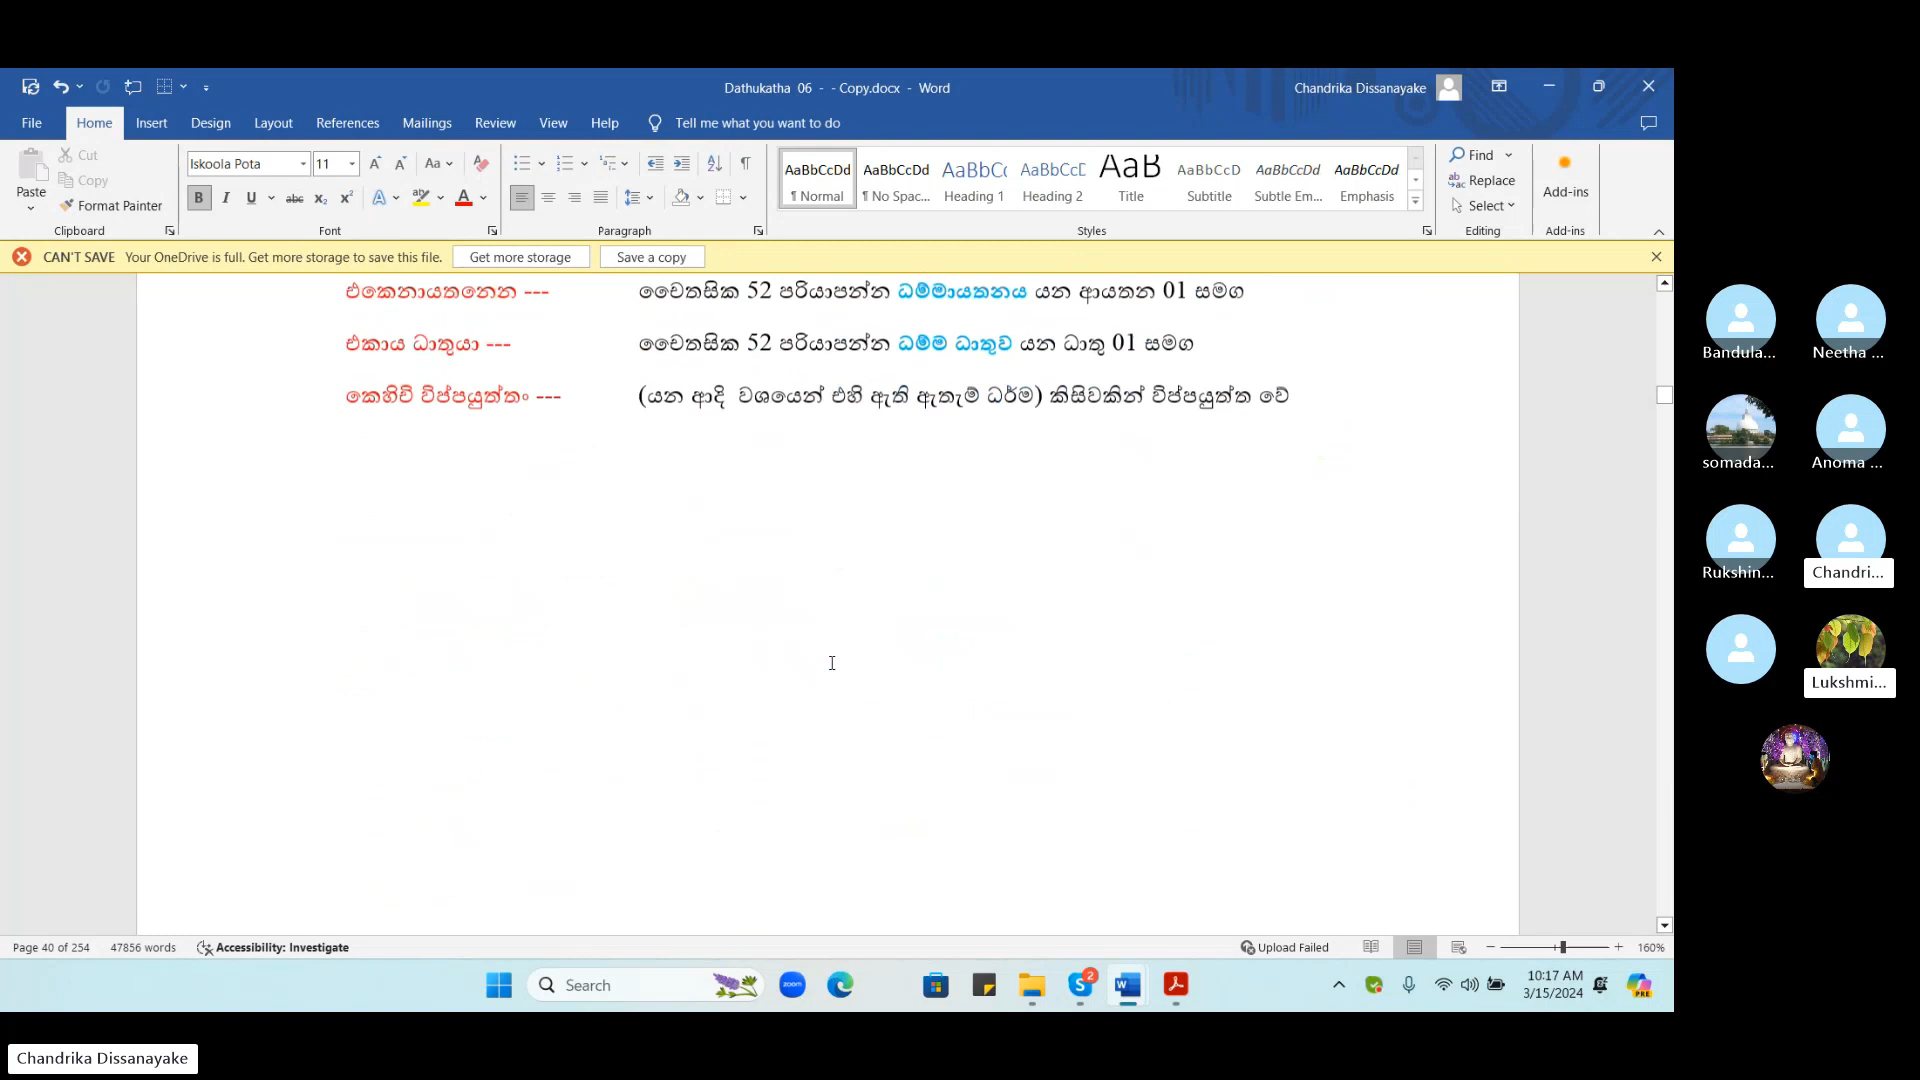 Dathukatha 06 - - Copy.docx - Word
Chandrika Dissanayake
File Home Insert Design Layout References Mailings Review View Help Tell me what you want to do
Paste
Cut
Copy
Format Painter
Clipboard
Iskoola Pota 11
Font
Paragraph
AaBbCcDd AaBbCcDd AaBbC AaBbCcD AaB AaBbCcD AaBbCcDd AaBbCcDd
¶ Normal ¶ No Spac... Heading 1 Heading 2 Title Subtitle Subtle Em... Emphasis
Styles
Find
Replace
Select
Editing
Add-ins
Add-ins
CAN'T SAVE Your OneDrive is full. Get more storage to save this file. Get more storage Save a copy
එකෙනායතනෙන --- චෛතසික 52 පරියාපන්න ධම්මායතනය යන ආයතන 01 සමග
එකාය ධාතුයා --- චෛතසික 52 පරියාපන්න ධම්ම ධාතුව යන ධාතු 01 සමග
කෙහිචි විප්පයුත්තං --- (යන ආදි වශයෙන් එහි ඇති ඇතැම් ධර්ම) කිසිවකින් විප්පයුත්ත වේ
Page 40 of 254 47856 words Accessibility: Investigate Upload Failed 160%
Search
zoom
2
10:17 AM
3/15/2024
PRE
Bandula... Neetha ...
somada... Anoma ...
Rukshin... Chandri...
Lukshmi...
Chandrika Dissanayake